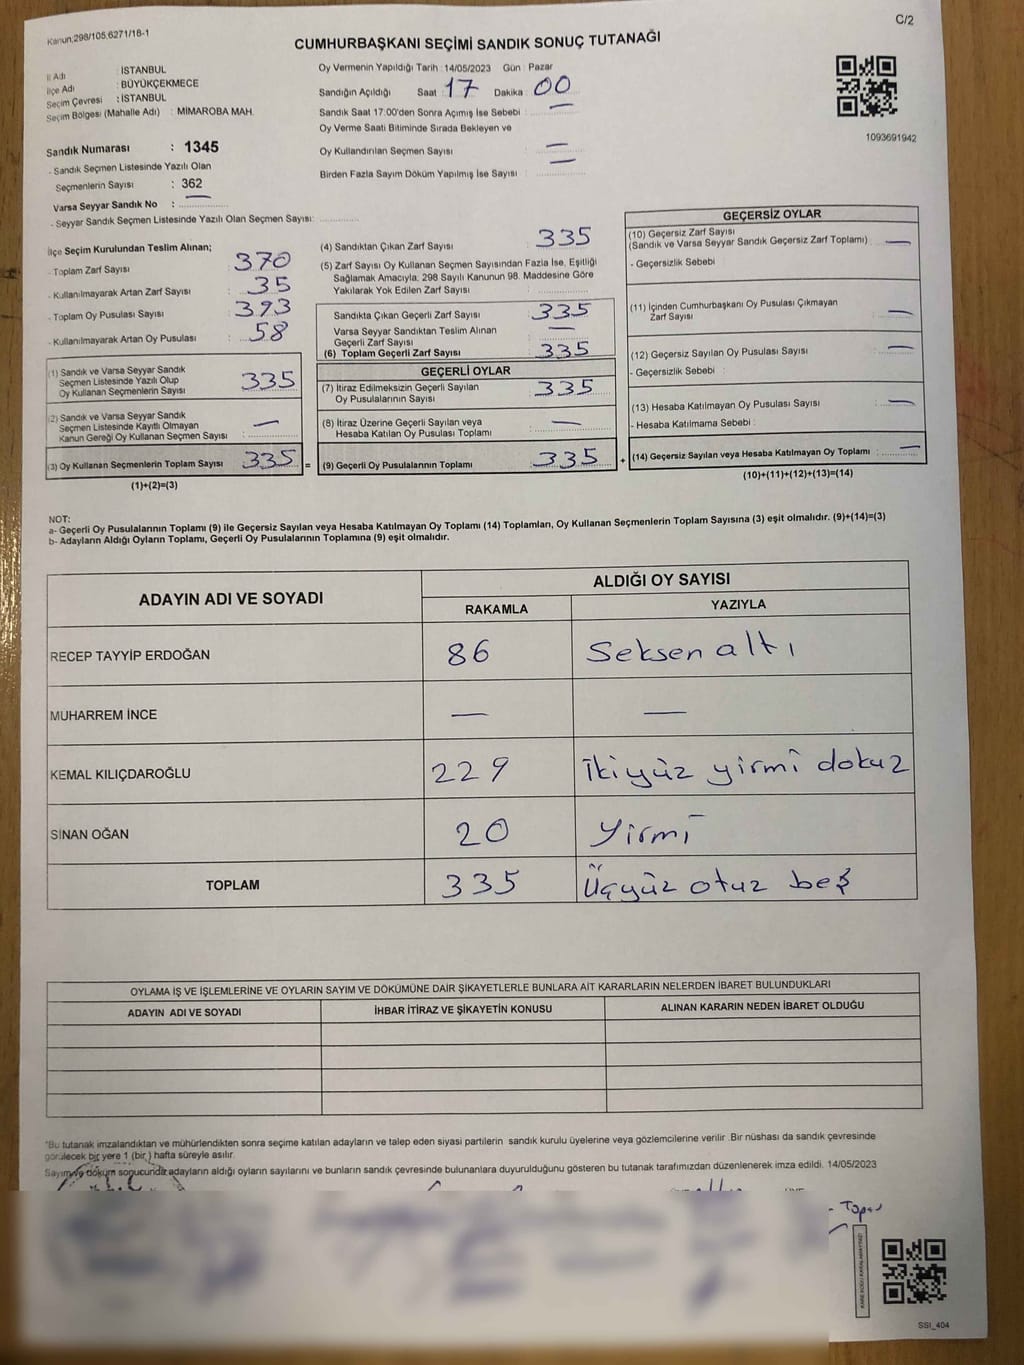 Kanun;298/105,6271/18-1
C/2
CUMHURBAŞKANI SEÇİMİ SANDIK SONUÇ TUTANAĞI
İl Adı : İSTANBUL
İlçe Adı : BÜYÜKÇEKMECE
Seçim Çevresi : İSTANBUL
Seçim Bölgesi (Mahalle Adı) : MİMAROBA MAH.
Sandık Numarası : 1345
- Sandık Seçmen Listesinde Yazılı Olan
Seçmenlerin Sayısı : 362
Varsa Seyyar Sandık No : —
- Seyyar Sandık Seçmen Listesinde Yazılı Olan Seçmen Sayısı:
Oy Vermenin Yapıldığı Tarih : 14/05/2023 Gün : Pazar
Sandığın Açıldığı Saat : 17 Dakika : 00
Sandık Saat 17:00'den Sonra Açımış İse Sebebi : —
Oy Verme Saati Bitiminde Sırada Bekleyen ve
Oy Kullandırılan Seçmen Sayısı : —
Birden Fazla Sayım Döküm Yapılmış İse Sayısı : —
1093691942
İlçe Seçim Kurulundan Teslim Alınan;
- Toplam Zarf Sayısı : 370
- Kullanılmayarak Artan Zarf Sayısı : 35
- Toplam Oy Pusulası Sayısı : 393
- Kullanılmayarak Artan Oy Pusulası : 58
(1) Sandık ve Varsa Seyyar Sandık
Seçmen Listesinde Yazılı Olup
Oy Kullanan Seçmenlerin Sayısı : 335
(2) Sandık ve Varsa Seyyar Sandık
Seçmen Listesinde Kayıtlı Olmayan
Kanun Gereği Oy Kullanan Seçmen Sayısı : —
(3) Oy Kullanan Seçmenlerin Toplam Sayısı : 335 =
(1)+(2)=(3)
(4) Sandıktan Çıkan Zarf Sayısı : 335
(5) Zarf Sayısı Oy Kullanan Seçmen Sayısından Fazla İse, Eşitliği
Sağlamak Amacıyla, 298 Sayılı Kanunun 98. Maddesine Göre
Yakılarak Yok Edilen Zarf Sayısı
Sandıkta Çıkan Geçerli Zarf Sayısı : 335
Varsa Seyyar Sandıktan Teslim Alınan
Geçerli Zarf Sayısı : —
(6) Toplam Geçerli Zarf Sayısı : 335
GEÇERLİ OYLAR
(7) İtiraz Edilmeksizin Geçerli Sayılan
Oy Pusulalarının Sayısı : 335
(8) İtiraz Üzerine Geçerli Sayılan veya
Hesaba Katılan Oy Pusulası Toplamı : —
(9) Geçerli Oy Pusulalarının Toplamı : 335 +
GEÇERSİZ OYLAR
(10) Geçersiz Zarf Sayısı
(Sandık ve Varsa Seyyar Sandık Geçersiz Zarf Toplamı) : —
- Geçersizlik Sebebi :
(11) İçinden Cumhurbaşkanı Oy Pusulası Çıkmayan
Zarf Sayısı : —
(12) Geçersiz Sayılan Oy Pusulası Sayısı : —
- Geçersizlik Sebebi :
(13) Hesaba Katılmayan Oy Pusulası Sayısı : —
- Hesaba Katılmama Sebebi :
(14) Geçersiz Sayılan veya Hesaba Katılmayan Oy Toplamı : —
(10)+(11)+(12)+(13)=(14)
NOT:
a- Geçerli Oy Pusulalarının Toplamı (9) ile Geçersiz Sayılan veya Hesaba Katılmayan Oy Toplamı (14) Toplamları, Oy Kullanan Seçmenlerin Toplam Sayısına (3) eşit olmalıdır. (9)+(14)=(3)
b- Adayların Aldığı Oyların Toplamı, Geçerli Oy Pusulalarının Toplamına (9) eşit olmalıdır.
ADAYIN ADI VE SOYADI ALDIĞI OY SAYISI
RAKAMLA YAZIYLA
RECEP TAYYİP ERDOĞAN 86 Seksen altı
MUHARREM İNCE — —
KEMAL KILIÇDAROĞLU 229 İkiyüz yirmi dokuz
SİNAN OĞAN 20 Yirmi
TOPLAM 335 Üçyüz otuz beş
OYLAMA İŞ VE İŞLEMLERİNE VE OYLARIN SAYIM VE DÖKÜMÜNE DAİR ŞİKAYETLERLE BUNLARA AİT KARARLARIN NELERDEN İBARET BULUNDUKLARI
ADAYIN ADI VE SOYADI İHBAR İTİRAZ VE ŞİKAYETİN KONUSU ALINAN KARARIN NEDEN İBARET OLDUĞU
*Bu tutanak imzalandıktan ve mühürlendikten sonra seçime katılan adayların ve talep eden siyasi partilerin sandık kurulu üyelerine veya gözlemcilerine verilir. Bir nüshası da sandık çevresinde
görülecek bir yere 1 (bir ) hafta süreyle asılır.
Sayım ve döküm sonucunda adayların aldığı oyların sayılarını ve bunların sandık çevresinde bulunanlara duyurulduğunu gösteren bu tutanak tarafımızdan düzenlenerek imza edildi. 14/05/2023
KARE KODU KARALAMAYINIZ!
SSI_404